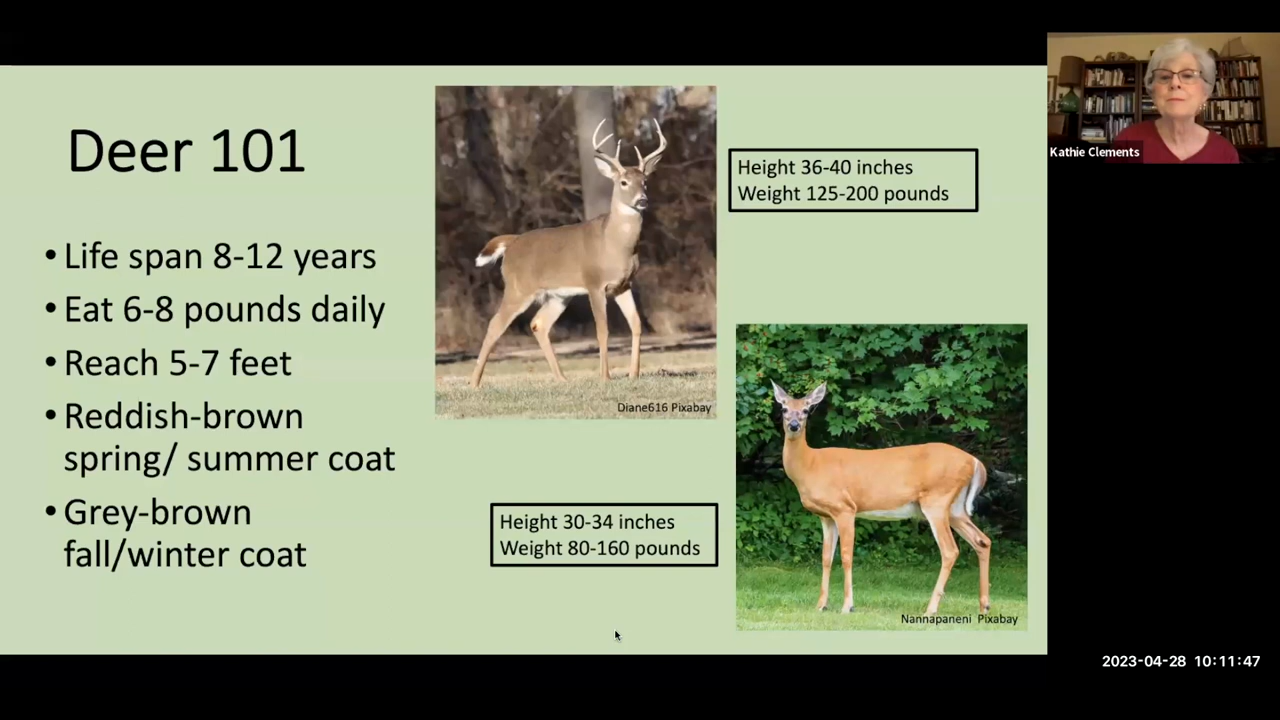 Deer 101
• Life span 8-12 years
• Eat 6-8 pounds daily
• Reach 5-7 feet
• Reddish-brown
spring/ summer coat
• Grey-brown
fall/winter coat
Diane616 Pixabay
Height 36-40 inches
Weight 125-200 pounds
Height 30-34 inches
Weight 80-160 pounds
Nannapaneni Pixabay
Kathie Clements
2023-04-28 10:11:47